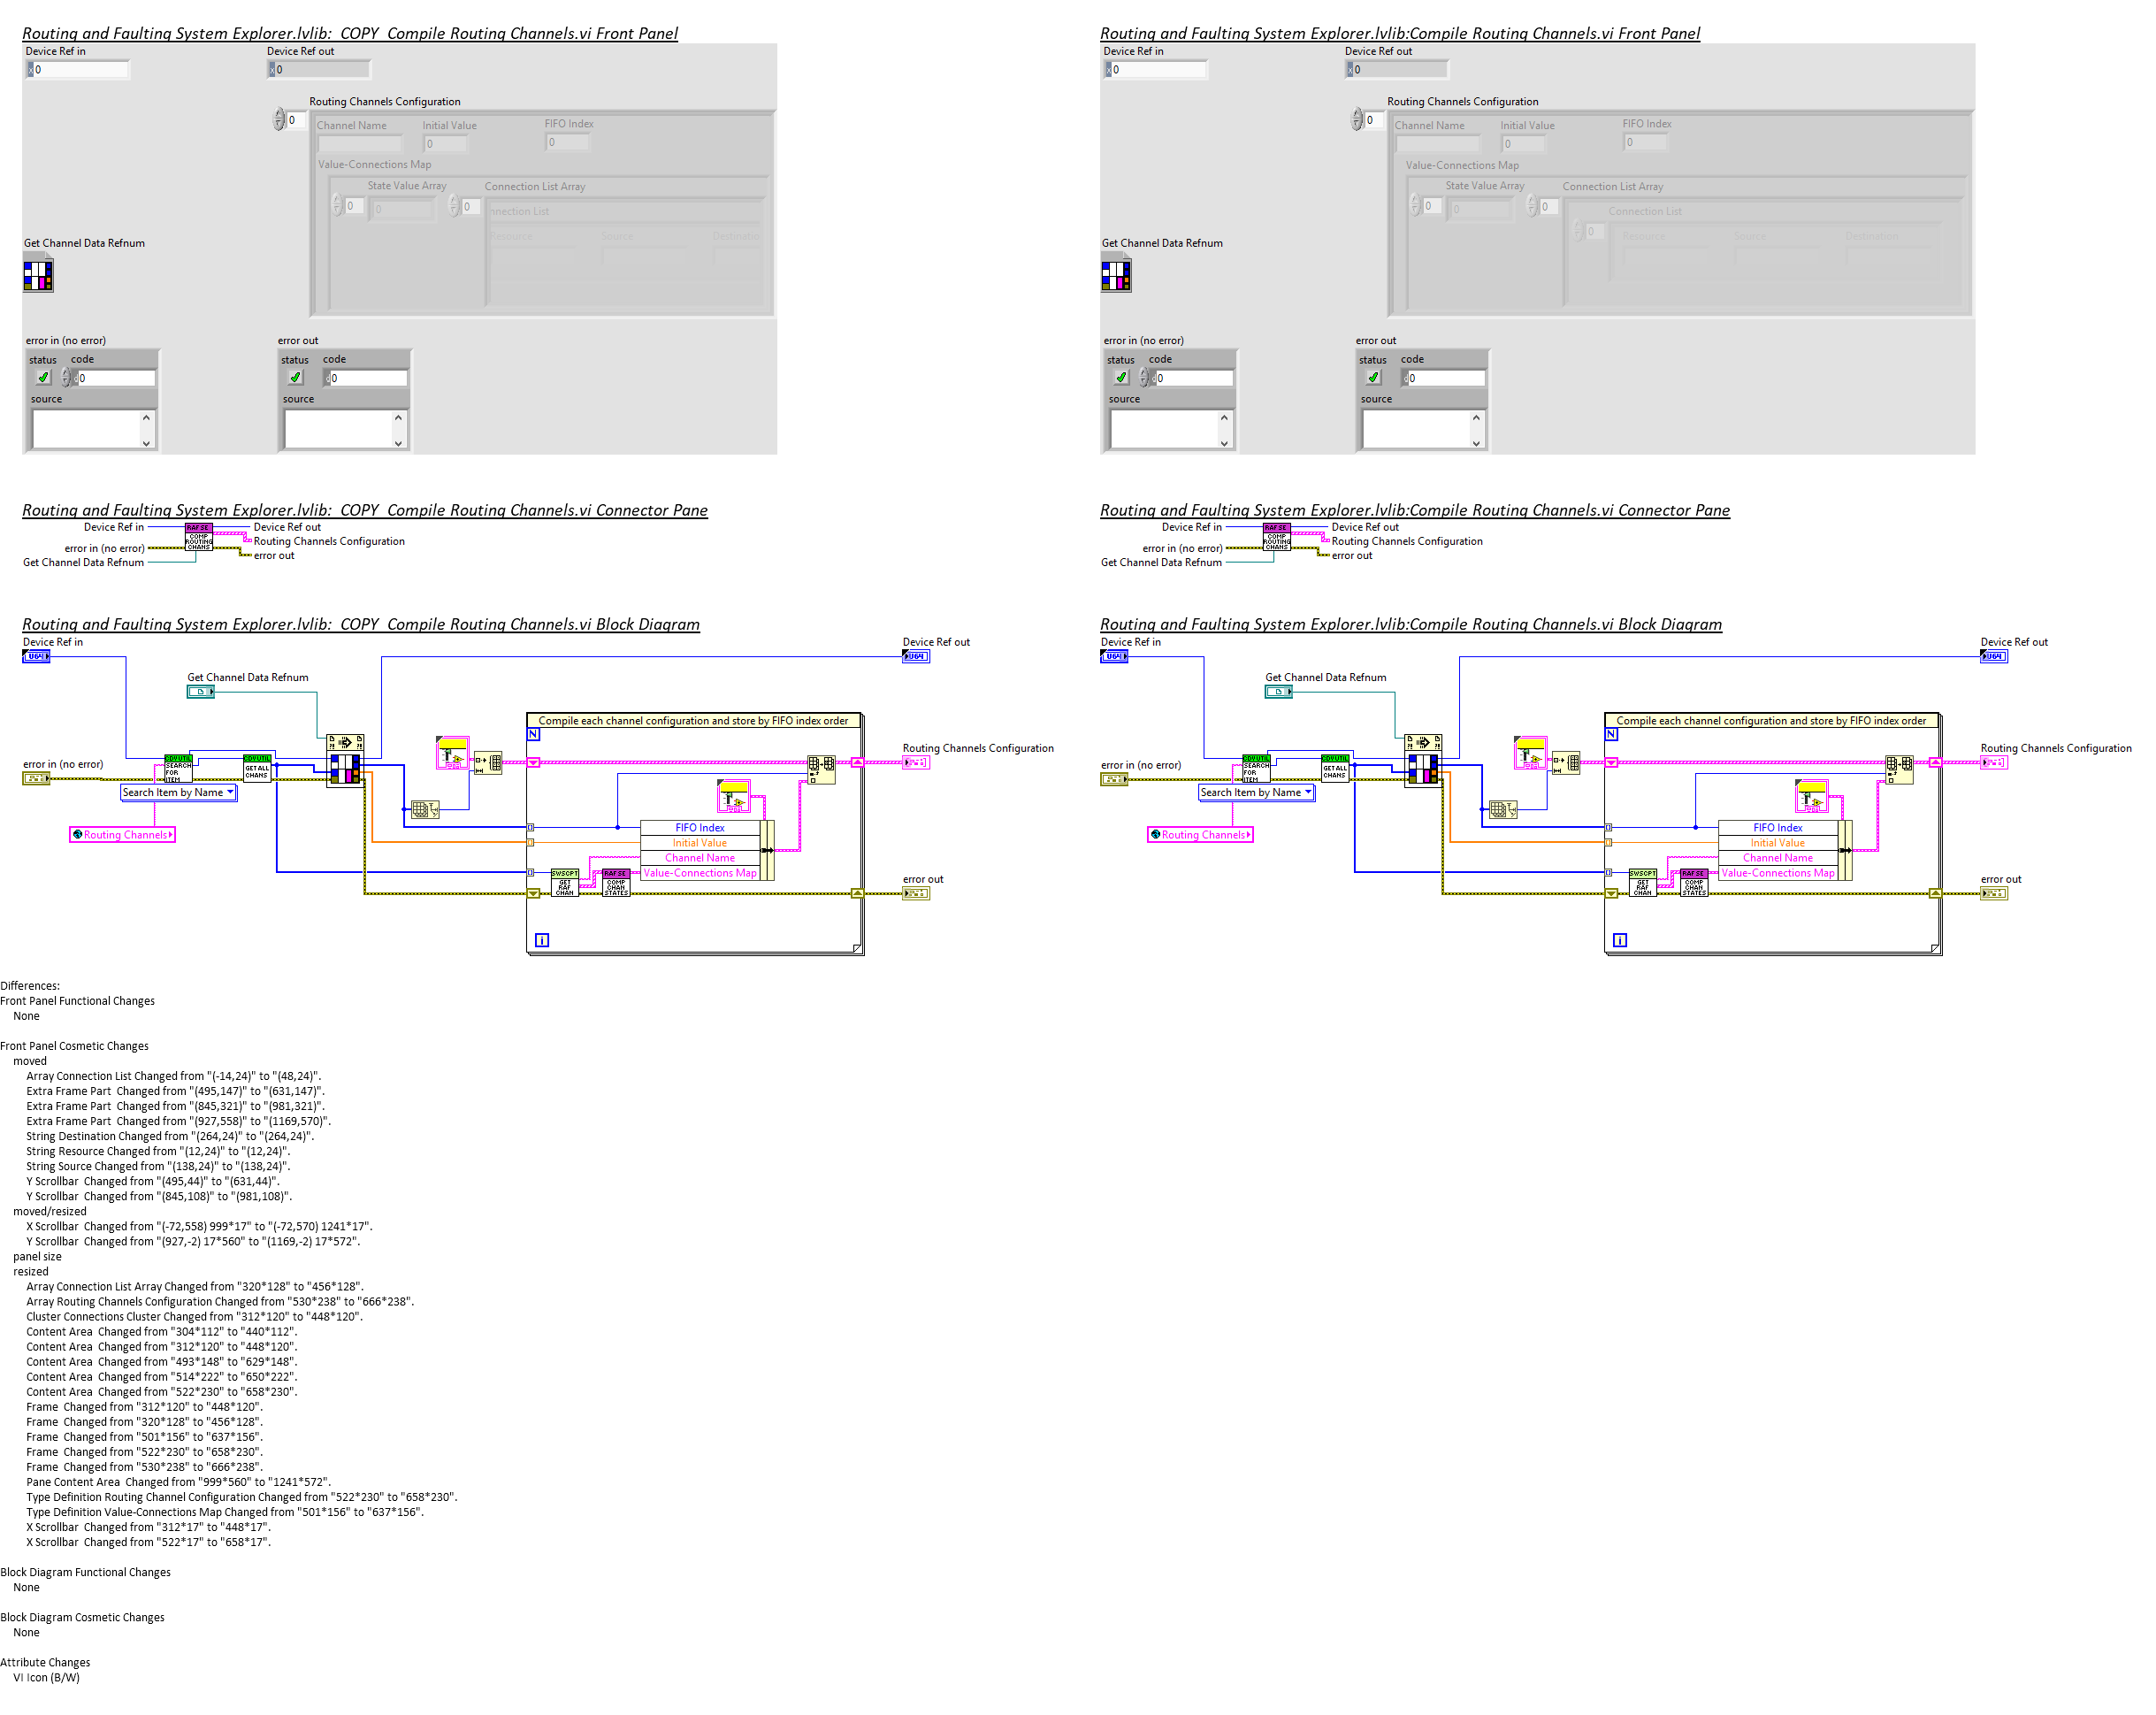 Routing and Faulting System Explorer.lvlib:  COPY  Compile Routing Channels.vi Front Panel
Device Ref in
Device Ref out
0
0
Routing Channels Configuration
0
Channel Name
Initial Value
FIFO Index
0
0
Value-Connections Map
State Value Array
Connection List Array
0
0
0
nnection List
Resource
Source
Destinatio
Get Channel Data Refnum
error in (no error)
error out
status
code
status
code
0
0
source
source
Routing and Faulting System Explorer.lvlib:Compile Routing Channels.vi Front Panel
Device Ref in
Device Ref out
0
0
Routing Channels Configuration
0
Channel Name
Initial Value
FIFO Index
0
0
Value-Connections Map
State Value Array
Connection List Array
0
0
0
Connection List
0
Resource
Source
Destination
Get Channel Data Refnum
error in (no error)
error out
status
code
status
code
0
0
source
source
Routing and Faulting System Explorer.lvlib:  COPY  Compile Routing Channels.vi Connector Pane
Device Ref in
RAF SE
COMP
ROUTING
CHANS
Device Ref out
Routing Channels Configuration
error in (no error)
error out
Get Channel Data Refnum
Routing and Faulting System Explorer.lvlib:Compile Routing Channels.vi Connector Pane
Device Ref in
RAF SE
COMP
ROUTING
CHANS
Device Ref out
Routing Channels Configuration
error in (no error)
error out
Get Channel Data Refnum
Routing and Faulting System Explorer.lvlib:  COPY  Compile Routing Channels.vi Block Diagram
Device Ref in
U64
Device Ref out
U64
Get Channel Data Refnum
Compile each channel configuration and store by FIFO index order
N
Routing Channels Configuration
error in (no error)
CDVUTIL
SEARCH
FOR
ITEM
CDVUTIL
GET ALL
CHANS
Search Item by Name
Routing Channels
FIFO Index
Initial Value
Channel Name
Value-Connections Map
SWSCPT
GET
RAF
CHAN
RAF SE
COMP
CHAN
STATES
error out
i
Routing and Faulting System Explorer.lvlib:Compile Routing Channels.vi Block Diagram
Device Ref in
U64
Device Ref out
U64
Get Channel Data Refnum
Compile each channel configuration and store by FIFO index order
N
Routing Channels Configuration
error in (no error)
CDVUTIL
SEARCH
FOR
ITEM
CDVUTIL
GET ALL
CHANS
Search Item by Name
Routing Channels
FIFO Index
Initial Value
Channel Name
Value-Connections Map
SWSCPT
GET
RAF
CHAN
RAF SE
COMP
CHAN
STATES
error out
i
Differences:
Front Panel Functional Changes
None
Front Panel Cosmetic Changes
moved
Array Connection List Changed from "(-14,24)" to "(48,24)".
Extra Frame Part  Changed from "(495,147)" to "(631,147)".
Extra Frame Part  Changed from "(845,321)" to "(981,321)".
Extra Frame Part  Changed from "(927,558)" to "(1169,570)".
String Destination Changed from "(264,24)" to "(264,24)".
String Resource Changed from "(12,24)" to "(12,24)".
String Source Changed from "(138,24)" to "(138,24)".
Y Scrollbar  Changed from "(495,44)" to "(631,44)".
Y Scrollbar  Changed from "(845,108)" to "(981,108)".
moved/resized
X Scrollbar  Changed from "(-72,558) 999*17" to "(-72,570) 1241*17".
Y Scrollbar  Changed from "(927,-2) 17*560" to "(1169,-2) 17*572".
panel size
resized
Array Connection List Array Changed from "320*128" to "456*128".
Array Routing Channels Configuration Changed from "530*238" to "666*238".
Cluster Connections Cluster Changed from "312*120" to "448*120".
Content Area  Changed from "304*112" to "440*112".
Content Area  Changed from "312*120" to "448*120".
Content Area  Changed from "493*148" to "629*148".
Content Area  Changed from "514*222" to "650*222".
Content Area  Changed from "522*230" to "658*230".
Frame  Changed from "312*120" to "448*120".
Frame  Changed from "320*128" to "456*128".
Frame  Changed from "501*156" to "637*156".
Frame  Changed from "522*230" to "658*230".
Frame  Changed from "530*238" to "666*238".
Pane Content Area  Changed from "999*560" to "1241*572".
Type Definition Routing Channel Configuration Changed from "522*230" to "658*230".
Type Definition Value-Connections Map Changed from "501*156" to "637*156".
X Scrollbar  Changed from "312*17" to "448*17".
X Scrollbar  Changed from "522*17" to "658*17".
Block Diagram Functional Changes
None
Block Diagram Cosmetic Changes
None
Attribute Changes
VI Icon (B/W)